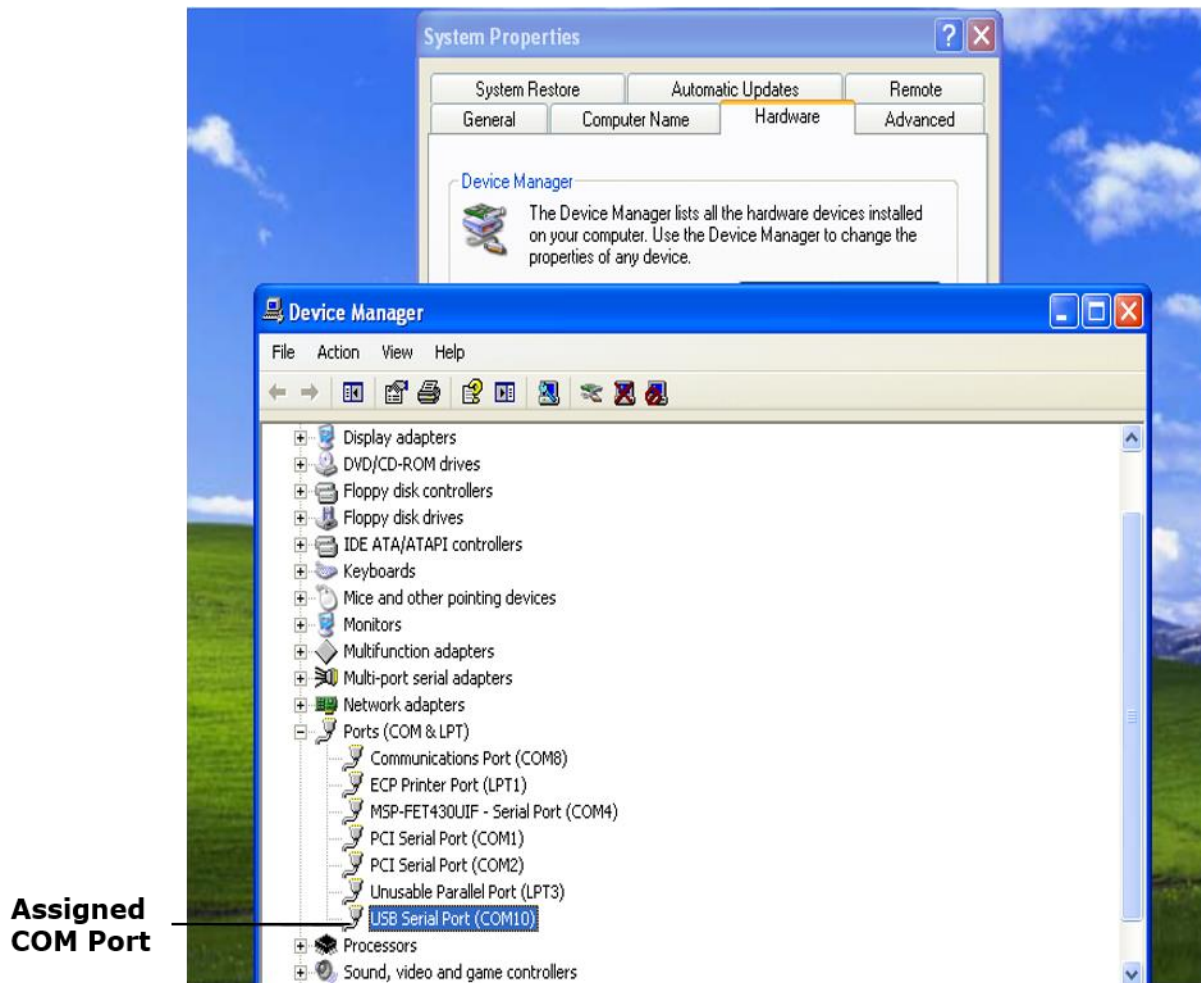 System Properties
System Restore Automatic Updates Remote
General Computer Name Hardware Advanced
Device Manager
The Device Manager lists all the hardware devices installed
on your computer. Use the Device Manager to change the
properties of any device.
Device Manager
File Action View Help
Display adapters
DVD/CD-ROM drives
Floppy disk controllers
Floppy disk drives
IDE ATA/ATAPI controllers
Keyboards
Mice and other pointing devices
Monitors
Multifunction adapters
Multi-port serial adapters
Network adapters
Ports (COM & LPT)
Communications Port (COM8)
ECP Printer Port (LPT1)
MSP-FET430UIF - Serial Port (COM4)
PCI Serial Port (COM1)
PCI Serial Port (COM2)
Unusable Parallel Port (LPT3)
USB Serial Port (COM10)
Processors
Sound, video and game controllers
Assigned
COM Port